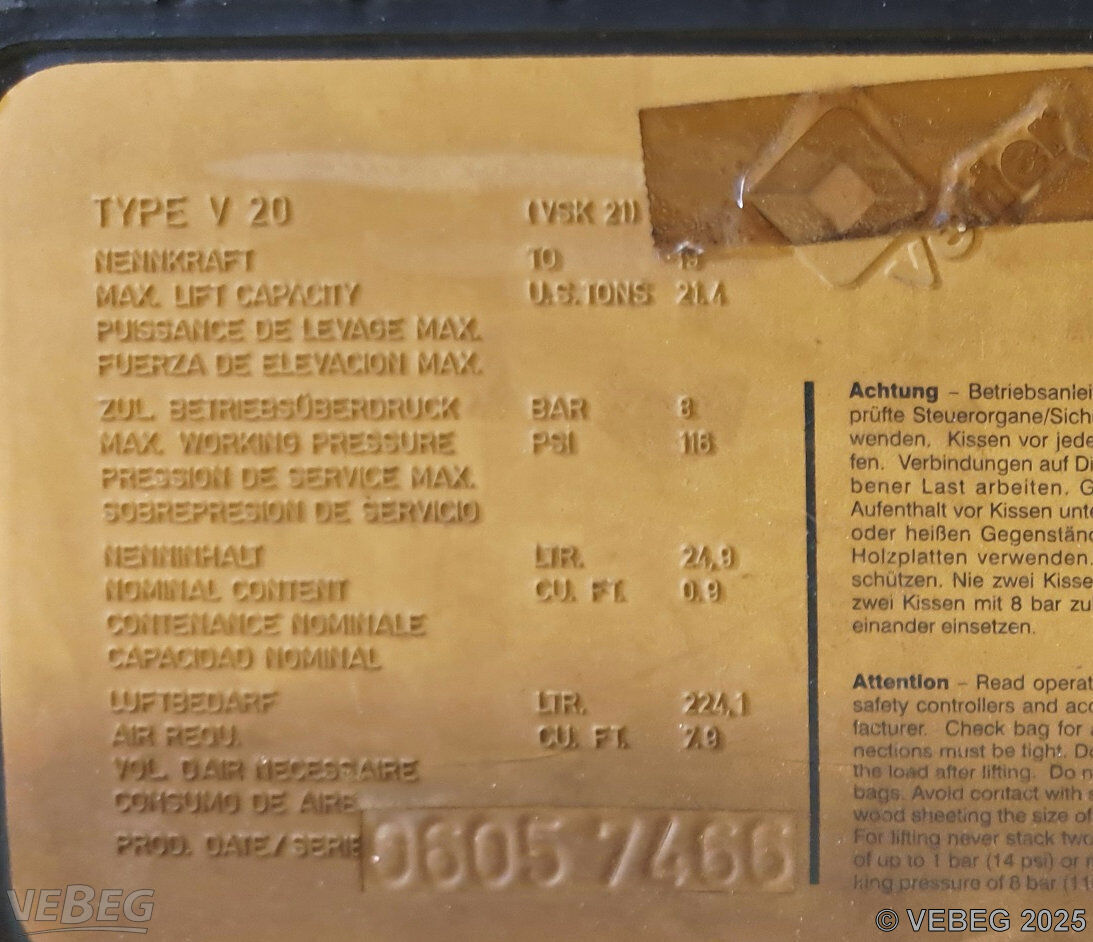 Vetter
TYPE V 20 (VSK 21)
NENNKRAFT TO 19
MAX. LIFT CAPACITY U.S.TONS 21.4
PUISSANCE DE LEVAGE MAX.
FUERZA DE ELEVACION MAX.
ZUL. BETRIEBSÜBERDRUCK BAR 8
MAX. WORKING PRESSURE PSI 116
PRESSION DE SERVICE MAX.
SOBREPRESION DE SERVICIO
NENNINHALT LTR. 24,9
NOMINAL CONTENT CU. FT. 0.9
CONTENANCE NOMINALE
CAPACIDAD NOMINAL
LUFTBEDARF LTR. 224,1
AIR REQU. CU. FT. 7.9
VOL. D'AIR NECESSAIRE
CONSUMO DE AIRE
PROD. DATE/SERIE 0605 7466
Achtung – Betriebsanlei
prüfte Steuerorgane/Sich
wenden. Kissen vor jede
fen. Verbindungen auf Di
bener Last arbeiten. G
Aufenthalt vor Kissen unte
oder heißen Gegenständ
Holzplatten verwenden.
schützen. Nie zwei Kisse
zwei Kissen mit 8 bar zu
einander einsetzen.
Attention – Read operat
safety controllers and acc
facturer. Check bag for
nections must be tight. Do
the load after lifting. Do n
bags. Avoid contact with s
wood sheeting the size of
For lifting never stack two
of up to 1 bar (14 psi) or
king pressure of 8 bar (11
VEBEG
© VEBEG 2025